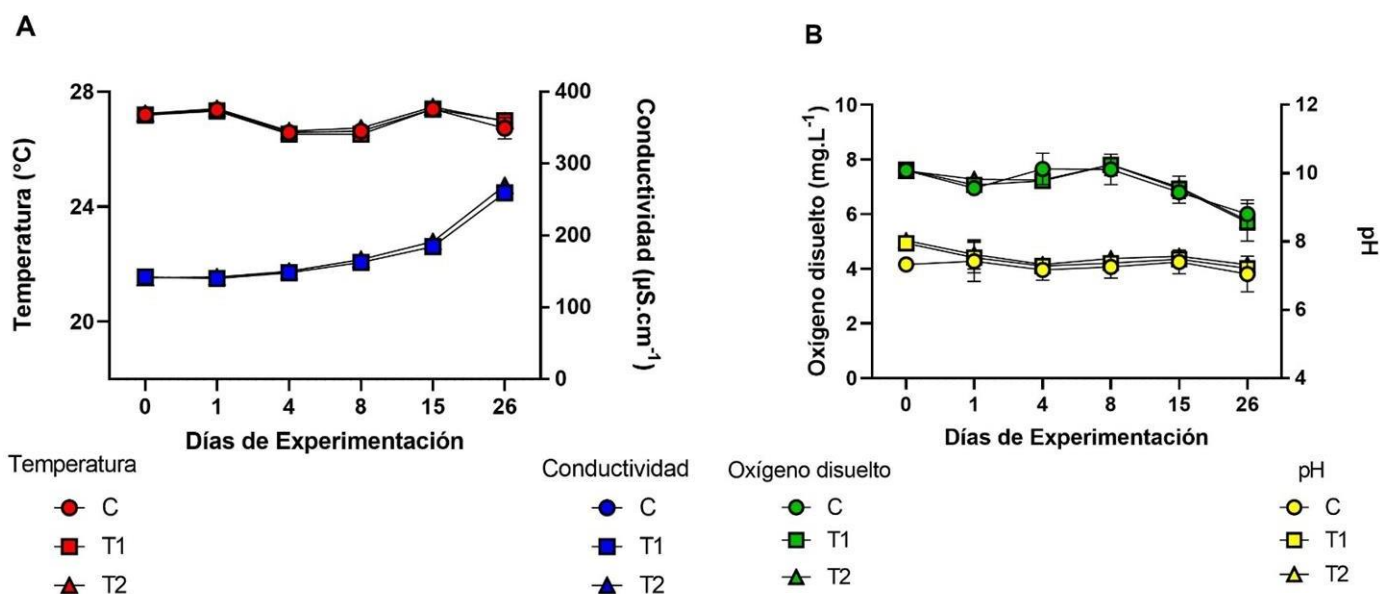 A
28
24
20
Temperatura (°C)
400
300
200
100
0
Conductividad (µS.cm⁻¹)
0 1 4 8 15 26
Días de Experimentación
Temperatura
C
T1
T2
Conductividad
C
T1
T2
B
10
8
6
4
2
0
Oxígeno disuelto (mg.L⁻¹)
12
10
8
6
4
pH
0 1 4 8 15 26
Días de Experimentación
Oxígeno disuelto
C
T1
T2
pH
C
T1
T2